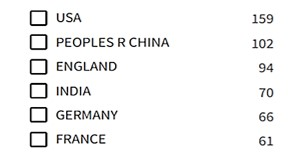 USA 159
PEOPLES R CHINA 102
ENGLAND 94
INDIA 70
GERMANY 66
FRANCE 61